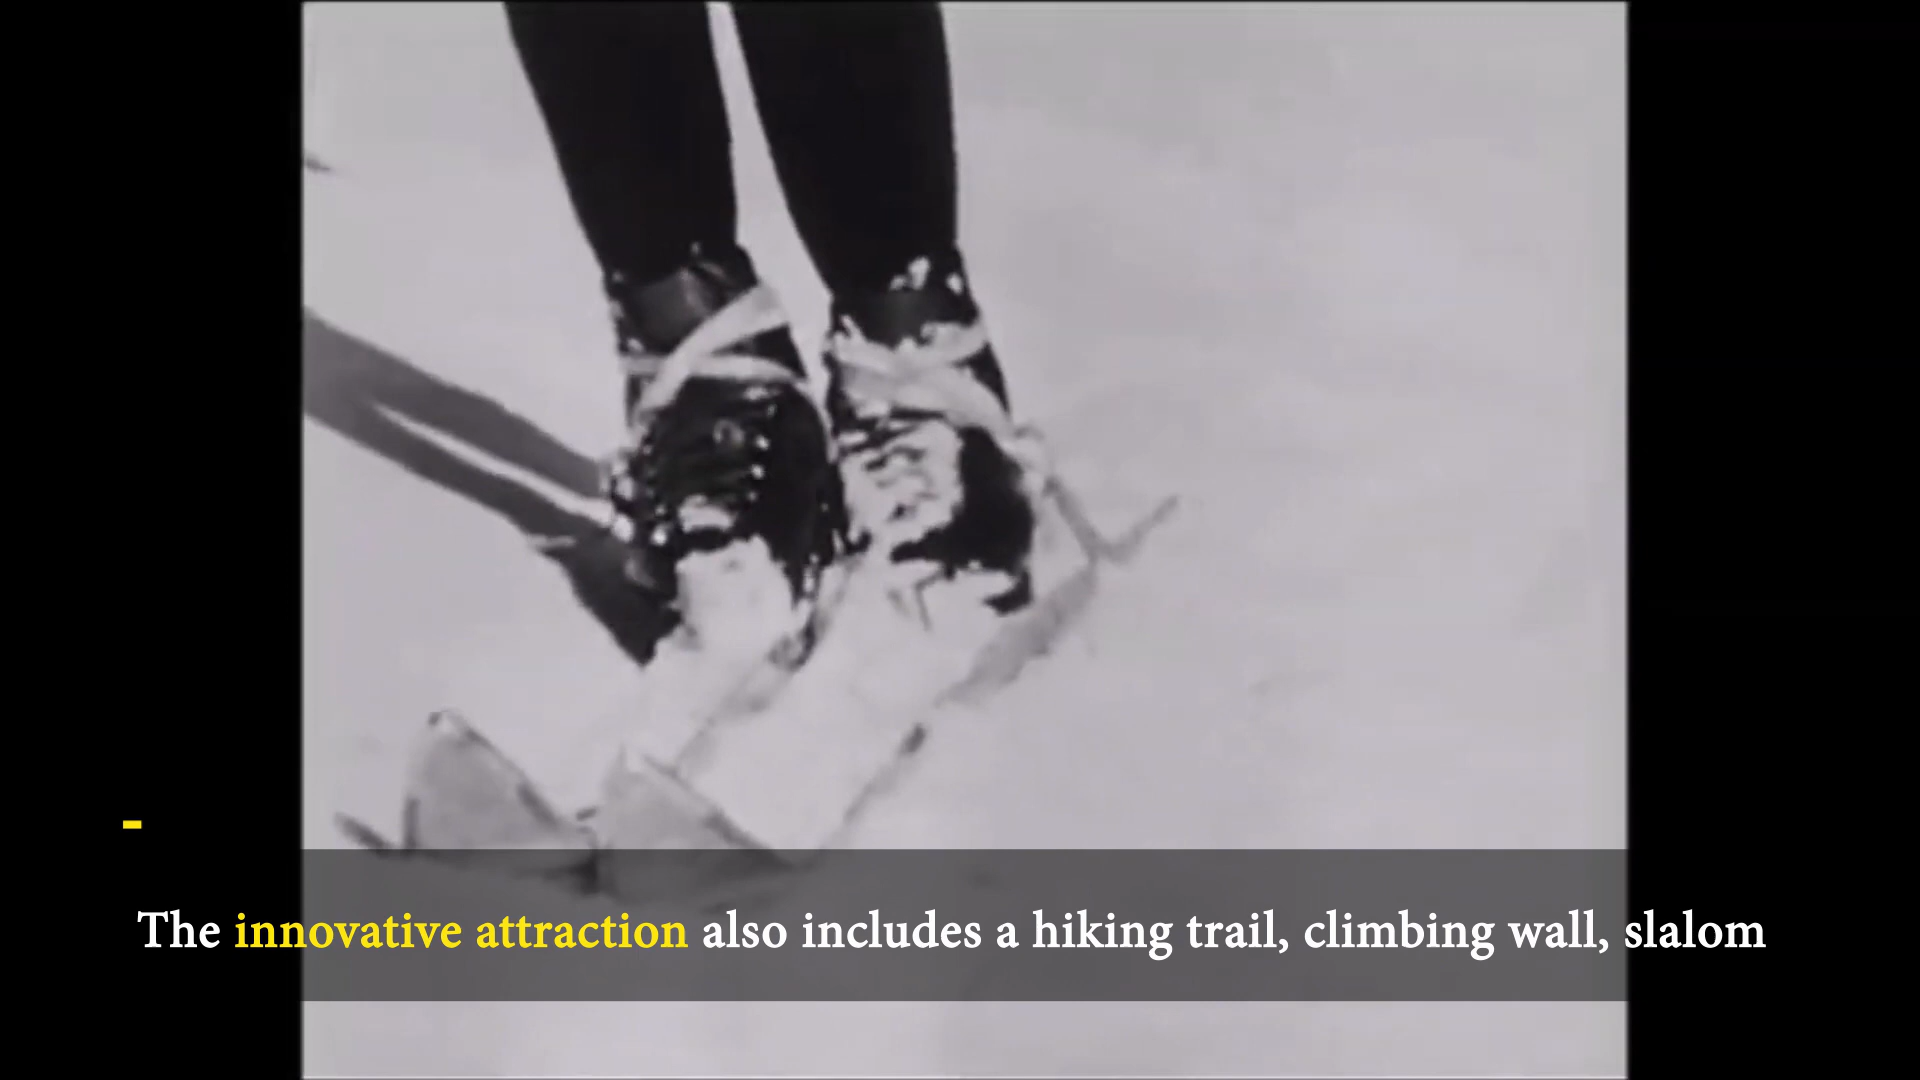 The innovative attraction also includes a hiking trail, climbing wall, slalom